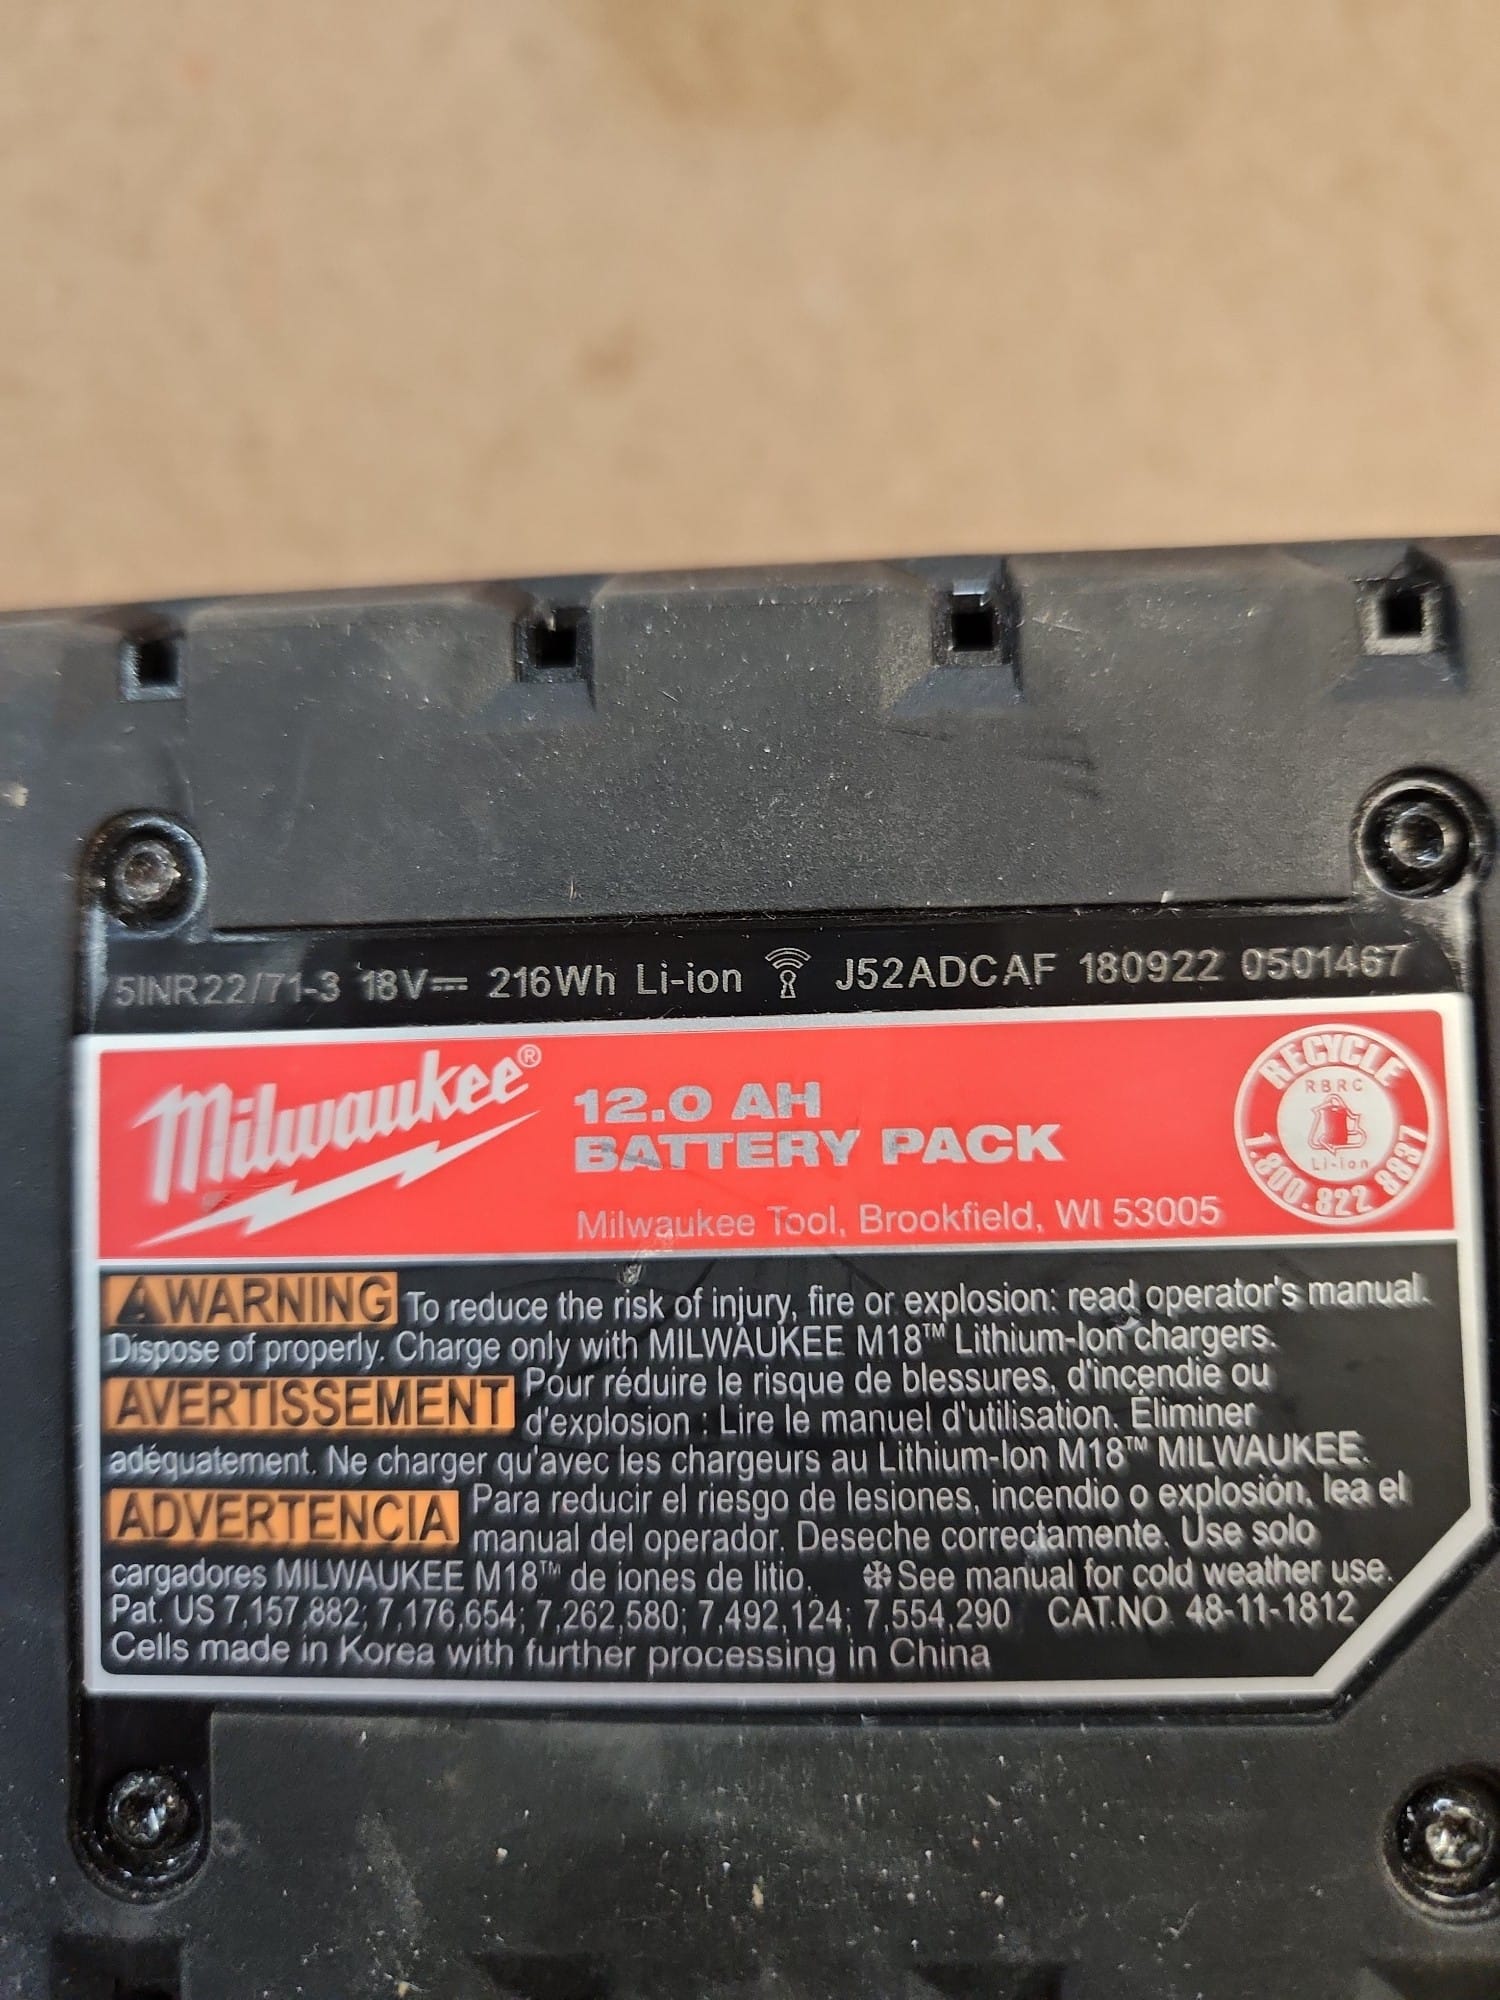 5INR22/71-3 18V⎓ 216Wh Li-ion J52ADCAF 180922 0501467
Milwaukee®
12.0 AH
BATTERY PACK
Milwaukee Tool, Brookfield, WI 53005
RECYCLE
RBRC
Li-Ion
1.800.822.8837
⚠WARNING To reduce the risk of injury, fire or explosion: read operator's manual.
Dispose of properly. Charge only with MILWAUKEE M18™ Lithium-Ion chargers.
AVERTISSEMENT Pour réduire le risque de blessures, d'incendie ou
d'explosion : Lire le manuel d'utilisation. Éliminer
adéquatement. Ne charger qu'avec les chargeurs au Lithium-Ion M18™ MILWAUKEE.
ADVERTENCIA Para reducir el riesgo de lesiones, incendio o explosión, lea el
manual del operador. Deseche correctamente. Use solo
cargadores MILWAUKEE M18™ de iones de litio. ❄See manual for cold weather use.
Pat. US 7,157,882; 7,176,654; 7,262,580; 7,492,124; 7,554,290 CAT.NO 48-11-1812
Cells made in Korea with further processing in China